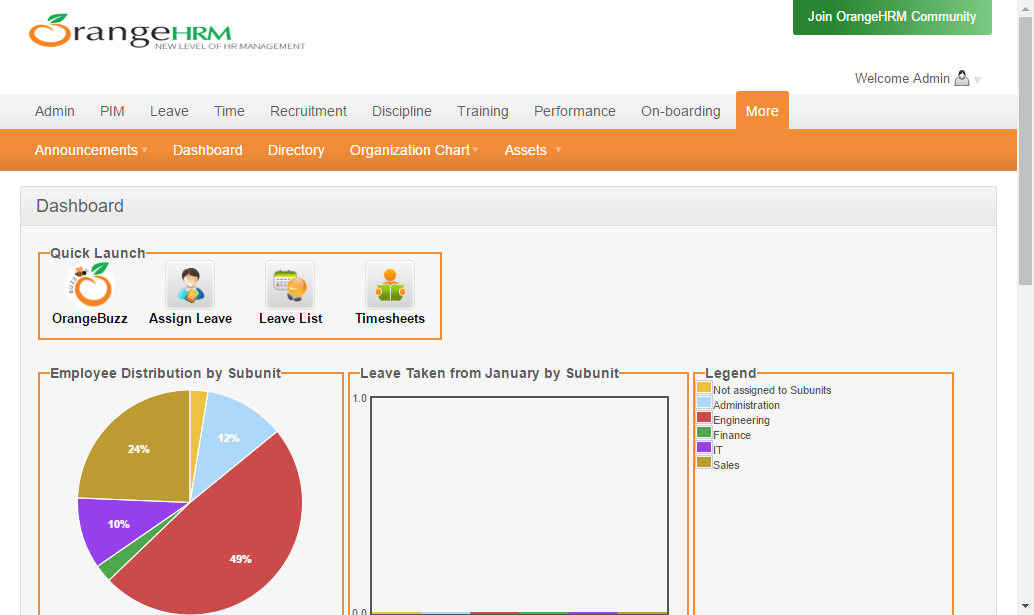 OrangeHRM
NEW LEVEL OF HR MANAGEMENT
Join OrangeHRM Community
Welcome Admin
Admin PIM Leave Time Recruitment Discipline Training Performance On-boarding More
Announcements Dashboard Directory Organization Chart Assets
Dashboard
Quick Launch
BUZZ
OrangeBuzz Assign Leave Leave List Timesheets
Employee Distribution by Subunit
24%
12%
10%
49%
Leave Taken from January by Subunit
1.0
0.0
Legend
Not assigned to Subunits
Administration
Engineering
Finance
IT
Sales